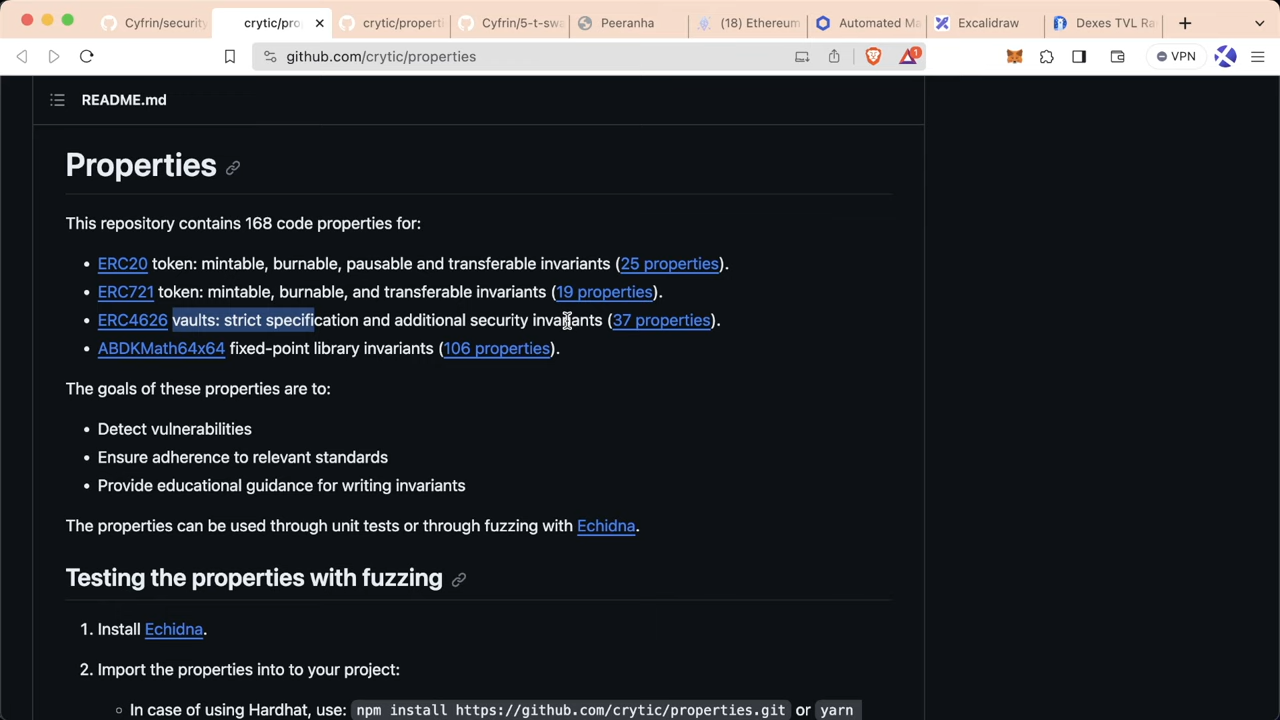 Cyfrin/security
crytic/pro
crytic/properti
Cyfrin/5-t-swa
Peeranha
(18) Ethereum
Automated Ma
Excalidraw
Dexes TVL Ra
github.com/crytic/properties
1
VPN
README.md
Properties
This repository contains 168 code properties for:
• ERC20 token: mintable, burnable, pausable and transferable invariants (25 properties).
• ERC721 token: mintable, burnable, and transferable invariants (19 properties).
• ERC4626 vaults: strict specification and additional security invariants (37 properties).
• ABDKMath64x64 fixed-point library invariants (106 properties).
The goals of these properties are to:
• Detect vulnerabilities
• Ensure adherence to relevant standards
• Provide educational guidance for writing invariants
The properties can be used through unit tests or through fuzzing with Echidna.
Testing the properties with fuzzing
1. Install Echidna.
2. Import the properties into to your project:
◦ In case of using Hardhat, use: npm install https://github.com/crytic/properties.git or yarn